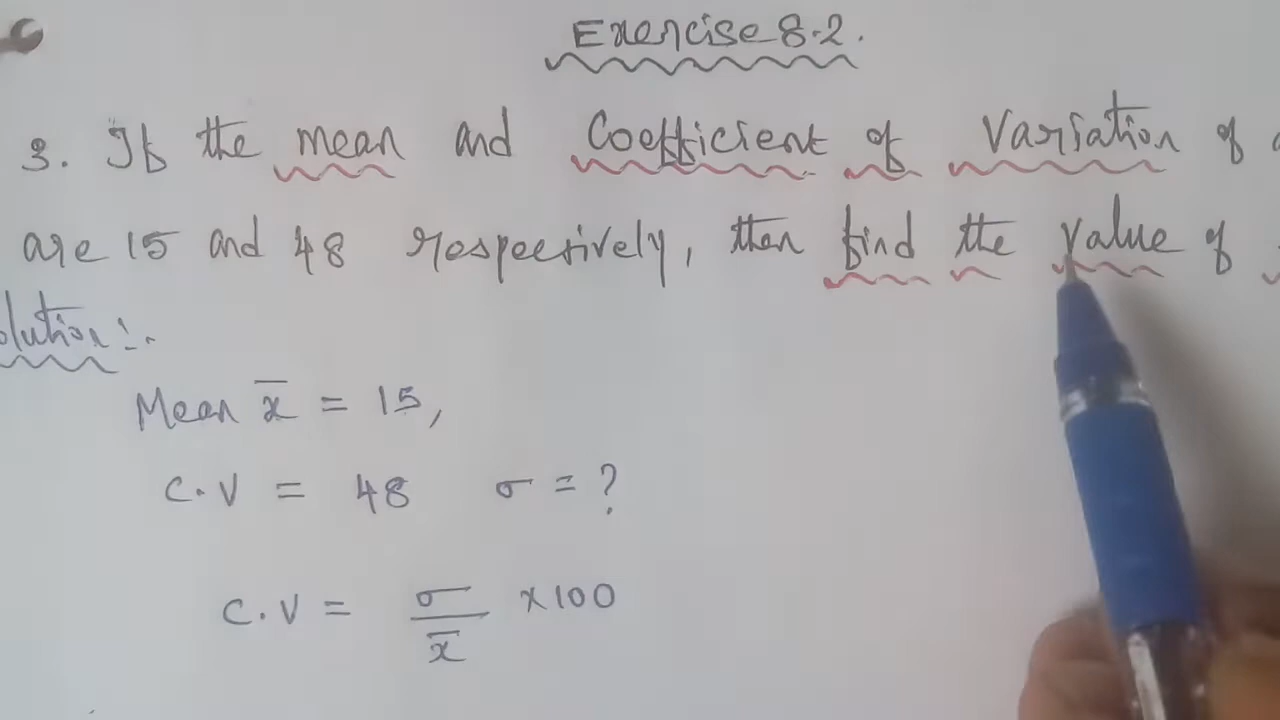 Exercise 8.2.
3. If the mean and Coefficient of Variation of
are 15 and 48 respectively, then find the value of
olution:-
Mean x̅ = 15,
C.V = 48 σ = ?
C.V = σ/x̅ ×100